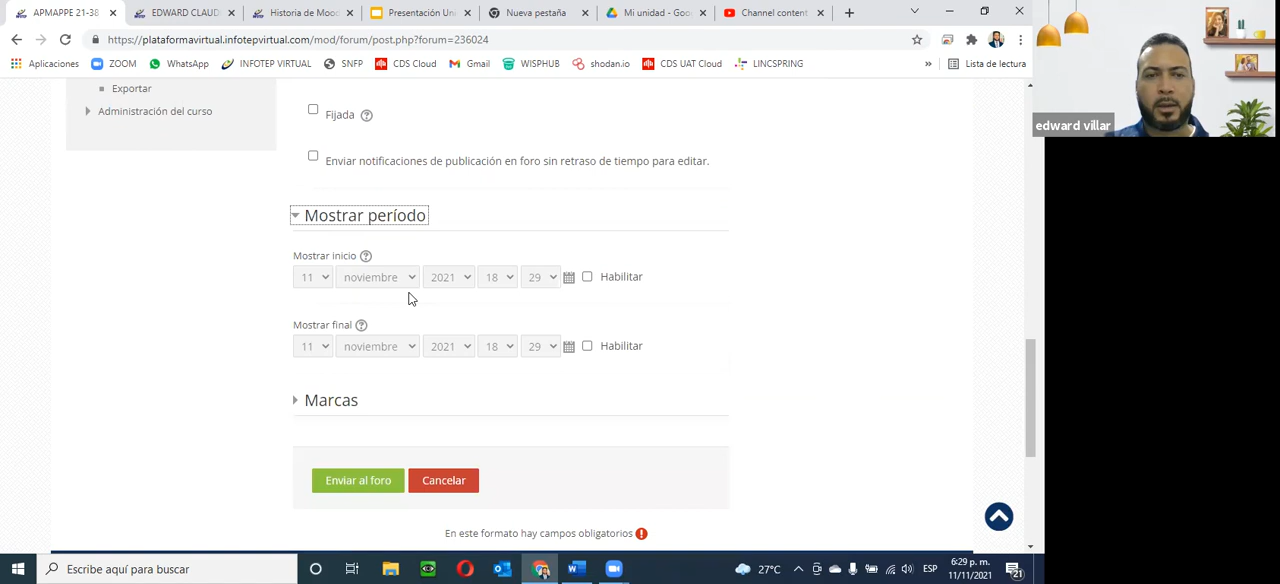 APMAPPE 21-38
EDWARD CLAUD
Historia de Mood
Presentación Uni
Nueva pestaña
Mi unidad - Goo
Channel content
https://plataformavirtual.infotepvirtual.com/mod/forum/post.php?forum=236024
Aplicaciones
ZOOM
WhatsApp
INFOTEP VIRTUAL
SNFP
CDS Cloud
Gmail
WISPHUB
shodan.io
CDS UAT Cloud
LINCSPRING
»
Lista de lectura
edward villar
Exportar
Administración del curso
Fijada
Enviar notificaciones de publicación en foro sin retraso de tiempo para editar.
Mostrar período
Mostrar inicio
11 noviembre 2021 18 29 Habilitar
Mostrar final
11 noviembre 2021 18 29 Habilitar
Marcas
Enviar al foro
Cancelar
En este formato hay campos obligatorios
Escribe aquí para buscar
27°C
ESP
6:29 p. m.
11/11/2021
21